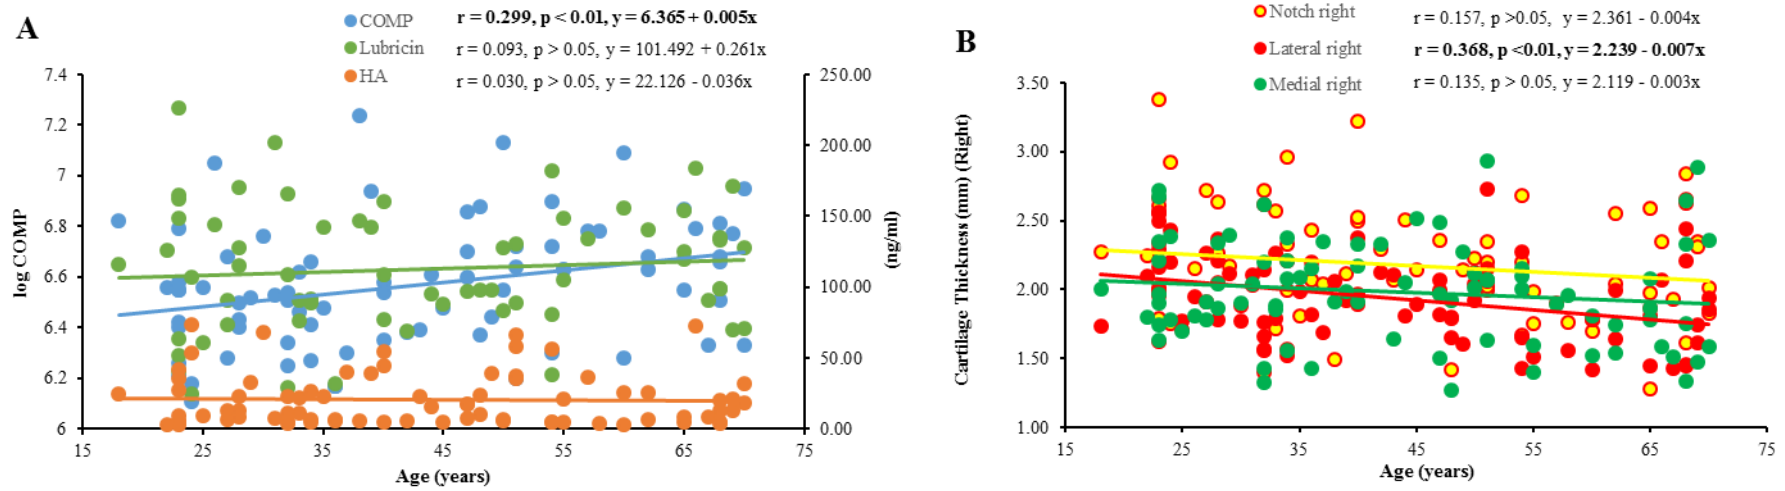 A
COMP r = 0.299, p < 0.01, y = 6.365 + 0.005x
Lubricin r = 0.093, p > 0.05, y = 101.492 + 0.261x
HA r = 0.030, p > 0.05, y = 22.126 - 0.036x
7.4
7.2
7
6.8
6.6
6.4
6.2
6
log COMP
250.00
200.00
150.00
100.00
50.00
0.00
(ng/ml)
15 25 35 45 55 65 75
Age (years)
B
Notch right r = 0.157, p >0.05, y = 2.361 - 0.004x
Lateral right r = 0.368, p <0.01, y = 2.239 - 0.007x
Medial right r = 0.135, p > 0.05, y = 2.119 - 0.003x
3.50
3.00
2.50
2.00
1.50
1.00
Cartilage Thickness (mm) (Right)
15 25 35 45 55 65 75
Age (years)